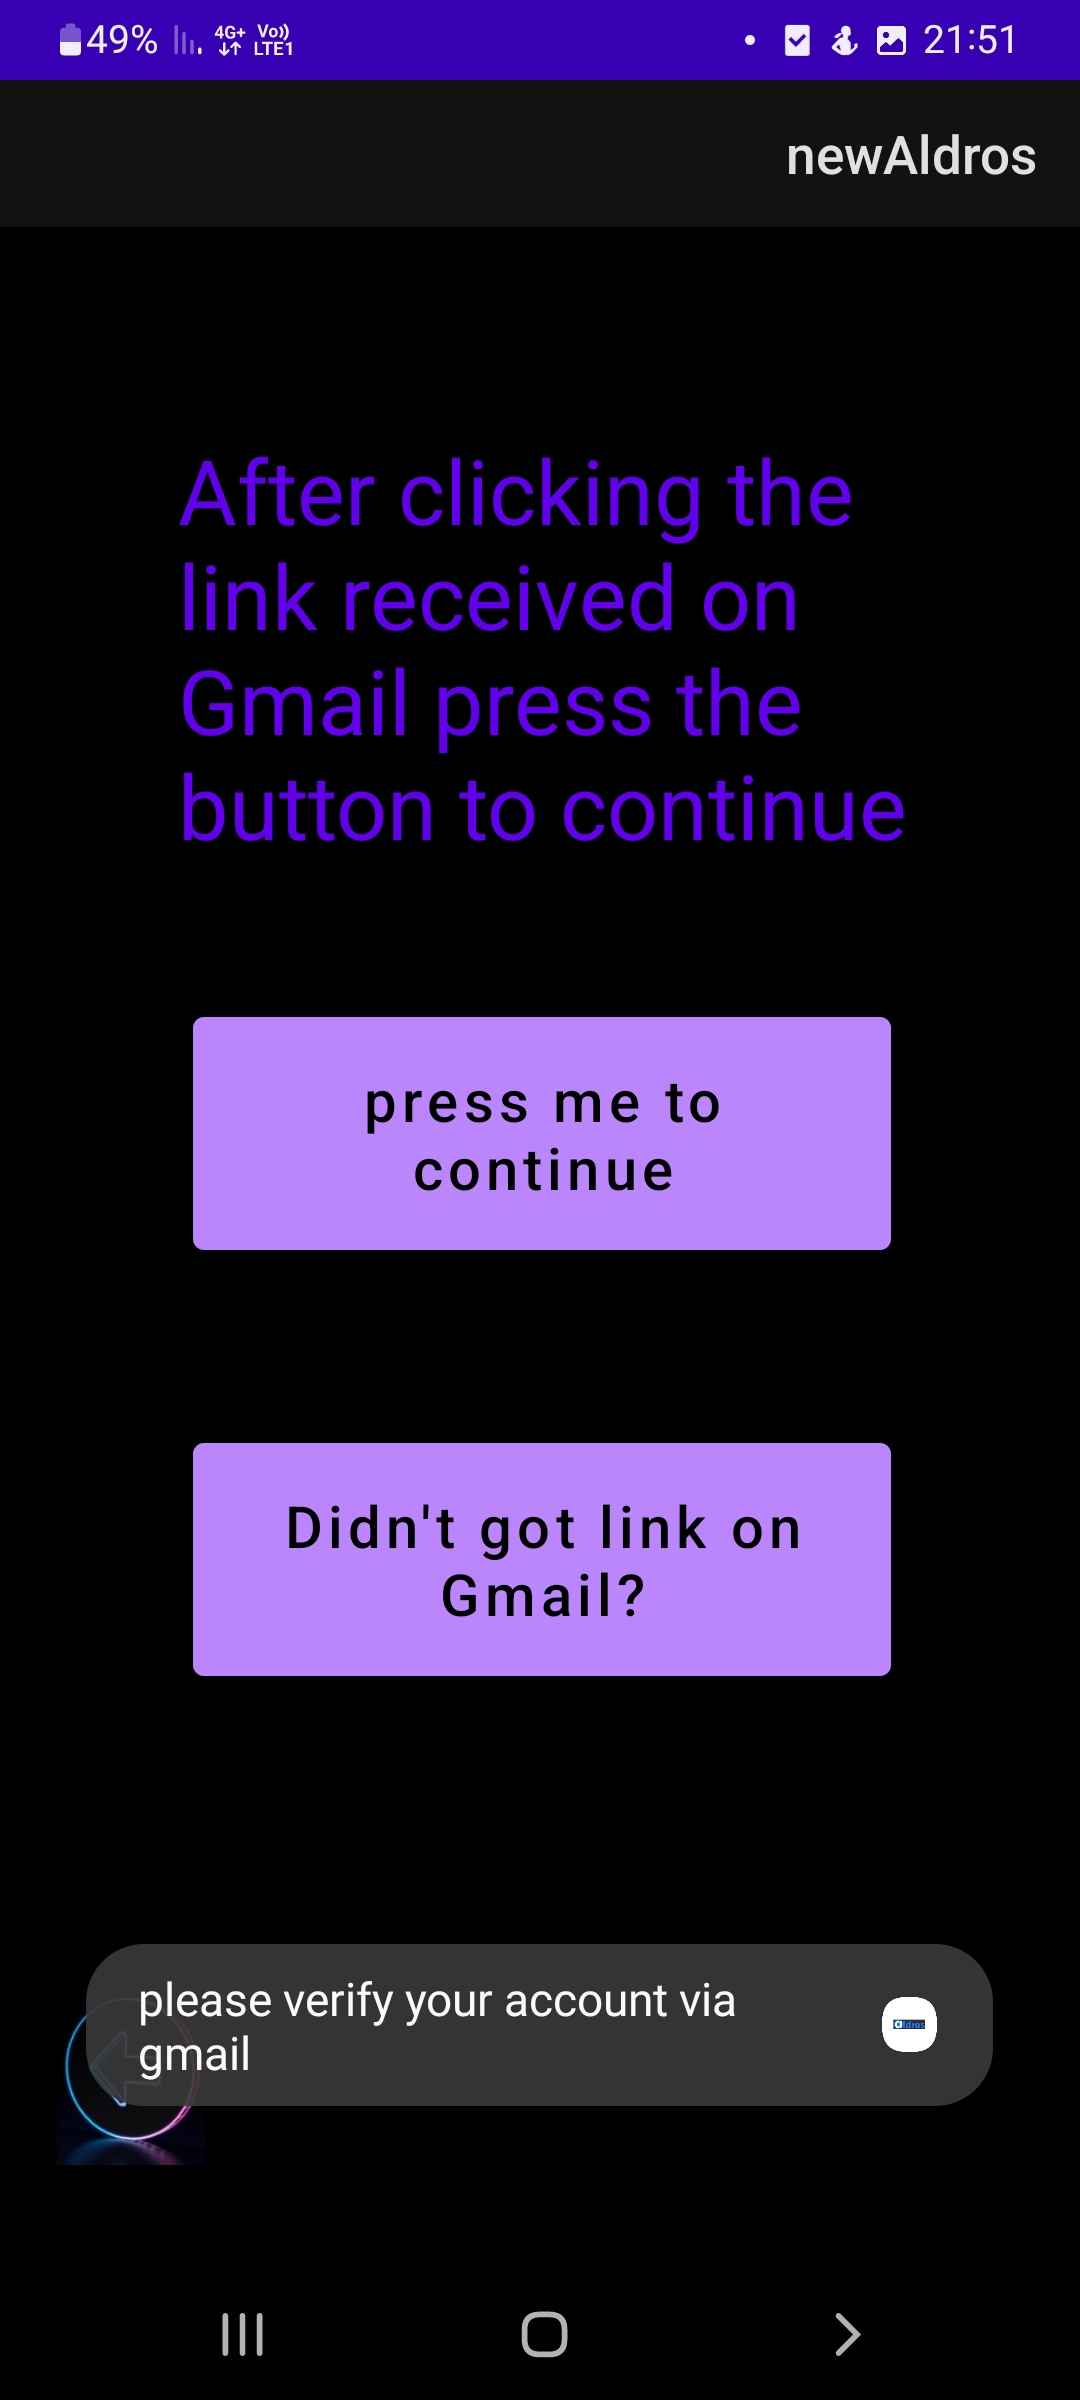 49% 4G+ Vo)) LTE1 21:51
newAldros
After clicking the
link received on
Gmail press the
button to continue
press me to
continue
Didn't got link on
Gmail?
please verify your account via
gmail
aldros